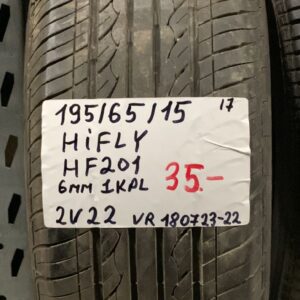 195/65/15 17
HiFLY
HF201
6MM 1KPL 35.-
2V22 VR 180723-22